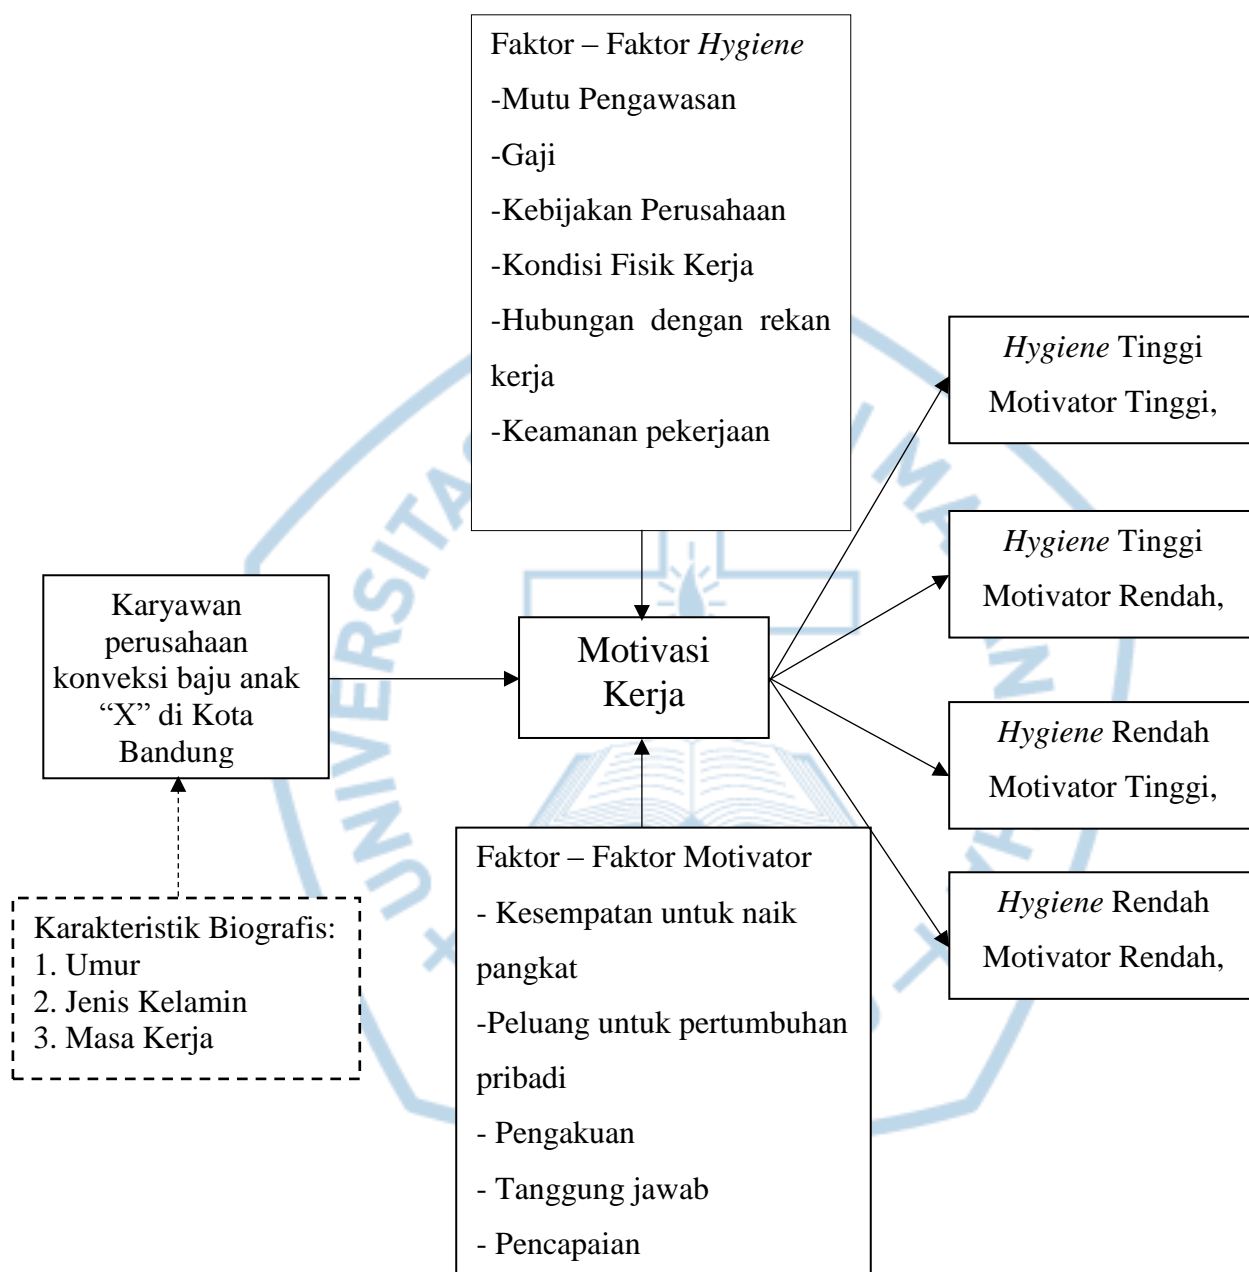 Faktor – Faktor Hygiene
-Mutu Pengawasan
-Gaji
-Kebijakan Perusahaan
-Kondisi Fisik Kerja
-Hubungan dengan rekan
kerja
-Keamanan pekerjaan
Hygiene Tinggi
Motivator Tinggi,
Hygiene Tinggi
Motivator Rendah,
Karyawan
perusahaan
konveksi baju anak
“X” di Kota
Bandung
Motivasi
Kerja
Hygiene Rendah
Motivator Tinggi,
Hygiene Rendah
Motivator Rendah,
Karakteristik Biografis:
1. Umur
2. Jenis Kelamin
3. Masa Kerja
Faktor – Faktor Motivator
- Kesempatan untuk naik
pangkat
-Peluang untuk pertumbuhan
pribadi
- Pengakuan
- Tanggung jawab
- Pencapaian